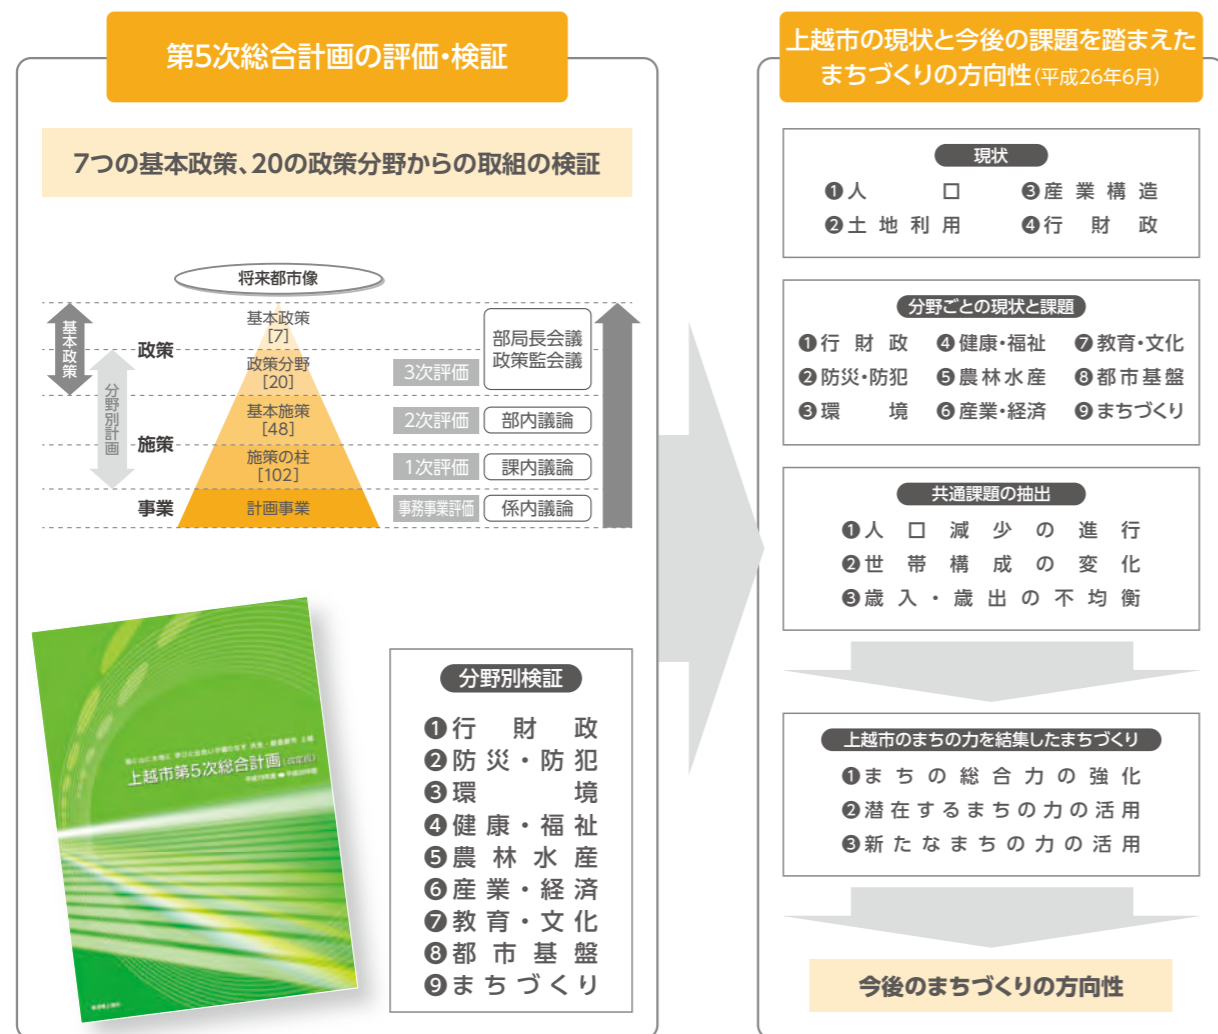 第5次総合計画の評価・検証
7つの基本政策、20の政策分野からの取組の検証
将来都市像
基本政策
分野別計画
政策
施策
事業
基本政策
[7]
政策分野
[20]
基本施策
[48]
施策の柱
[102]
計画事業
3次評価
2次評価
1次評価
事務事業評価
部局長会議
政策監会議
部内議論
課内議論
係内議論
上越市第5次総合計画(改定版)
分野別検証
❶行財政
❷防災・防犯
❸環境
❹健康・福祉
❺農林水産
❻産業・経済
❼教育・文化
❽都市基盤
❾まちづくり
上越市の現状と今後の課題を踏まえた
まちづくりの方向性(平成26年6月)
現状
❶人口 ❸産業構造
❷土地利用 ❹行財政
分野ごとの現状と課題
❶行財政 ❹健康・福祉 ❼教育・文化
❷防災・防犯 ❺農林水産 ❽都市基盤
❸環境 ❻産業・経済 ❾まちづくり
共通課題の抽出
❶人口減少の進行
❷世帯構成の変化
❸歳入・歳出の不均衡
上越市のまちの力を結集したまちづくり
❶まちの総合力の強化
❷潜在するまちの力の活用
❸新たなまちの力の活用
今後のまちづくりの方向性